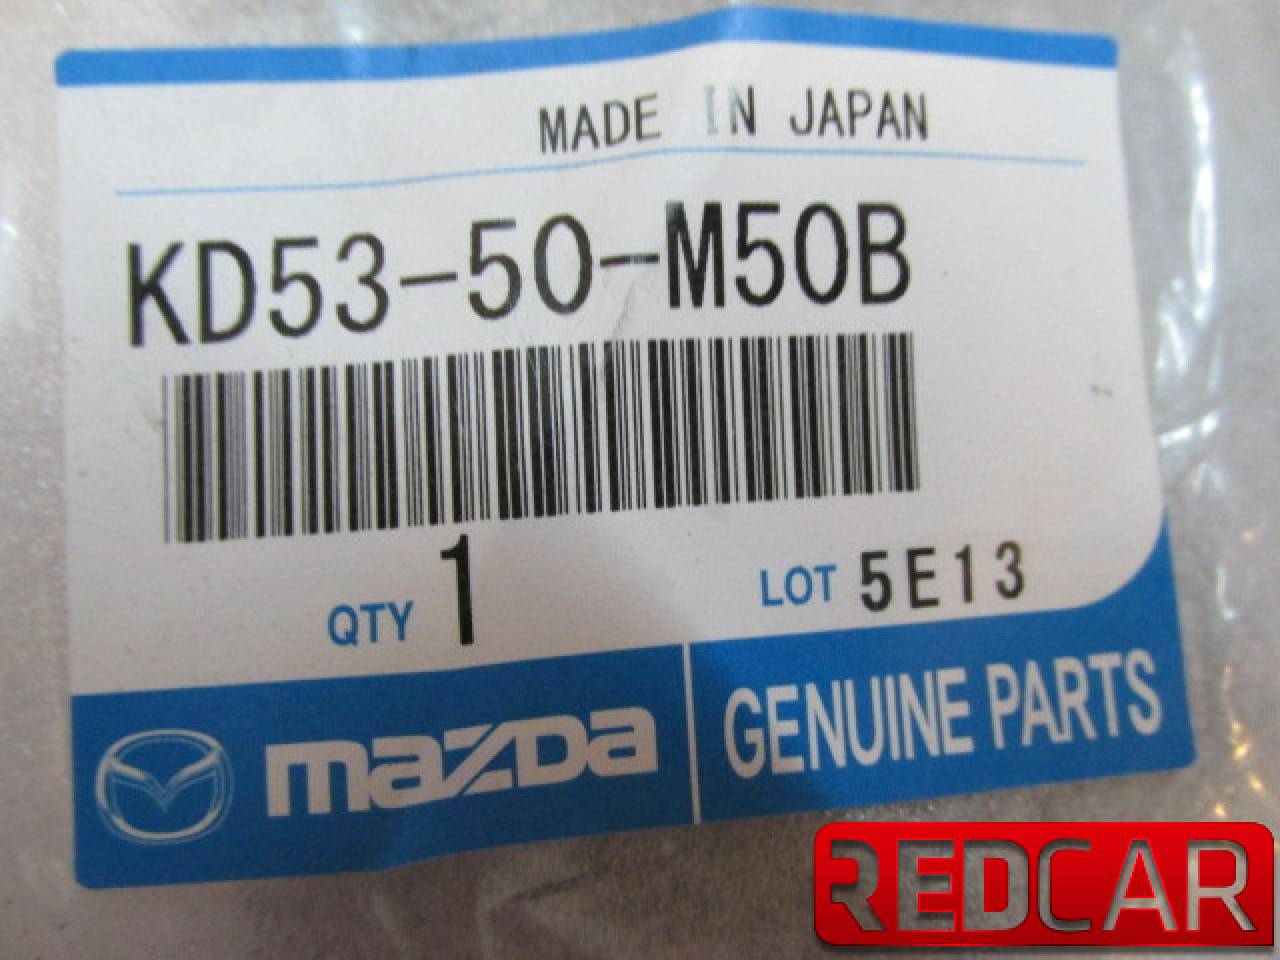 MADE IN JAPAN
KD53-50-M50B
QTY 1 LOT 5E13
mazda GENUINE PARTS
REDCAR